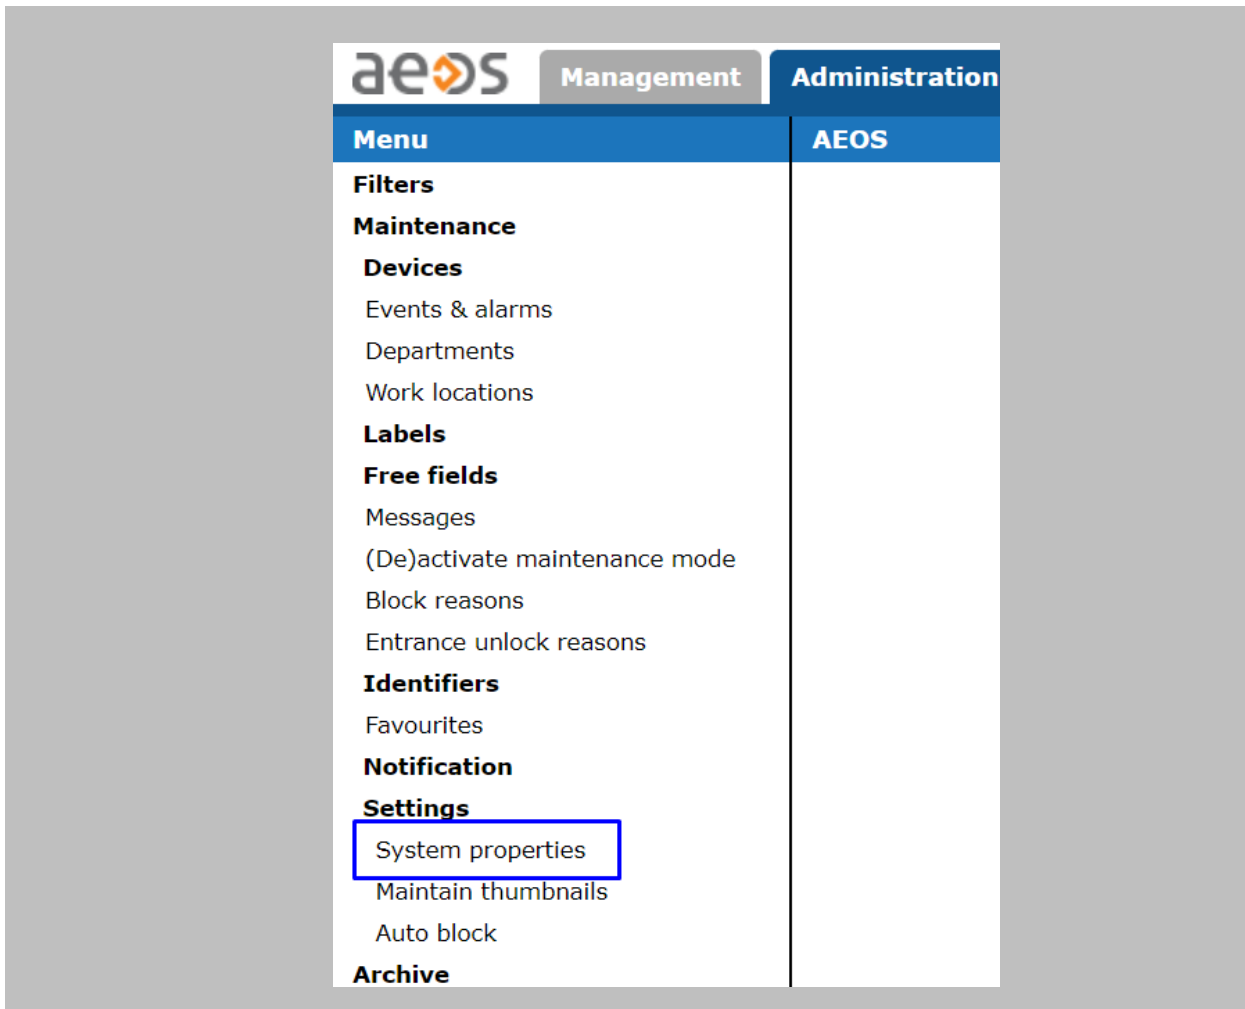 aeos Management Administration
Menu AEOS
Filters
Maintenance
Devices
Events & alarms
Departments
Work locations
Labels
Free fields
Messages
(De)activate maintenance mode
Block reasons
Entrance unlock reasons
Identifiers
Favourites
Notification
Settings
System properties
Maintain thumbnails
Auto block
Archive